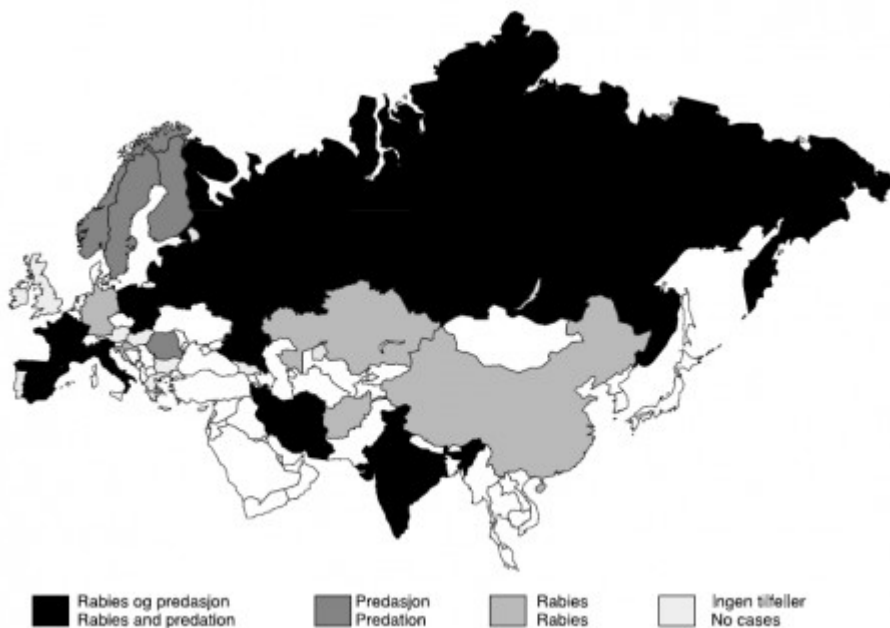 Rabies og predasjon
Rabies and predation
Predasjon
Predation
Rabies
Rabies
Ingen tilfeller
No cases